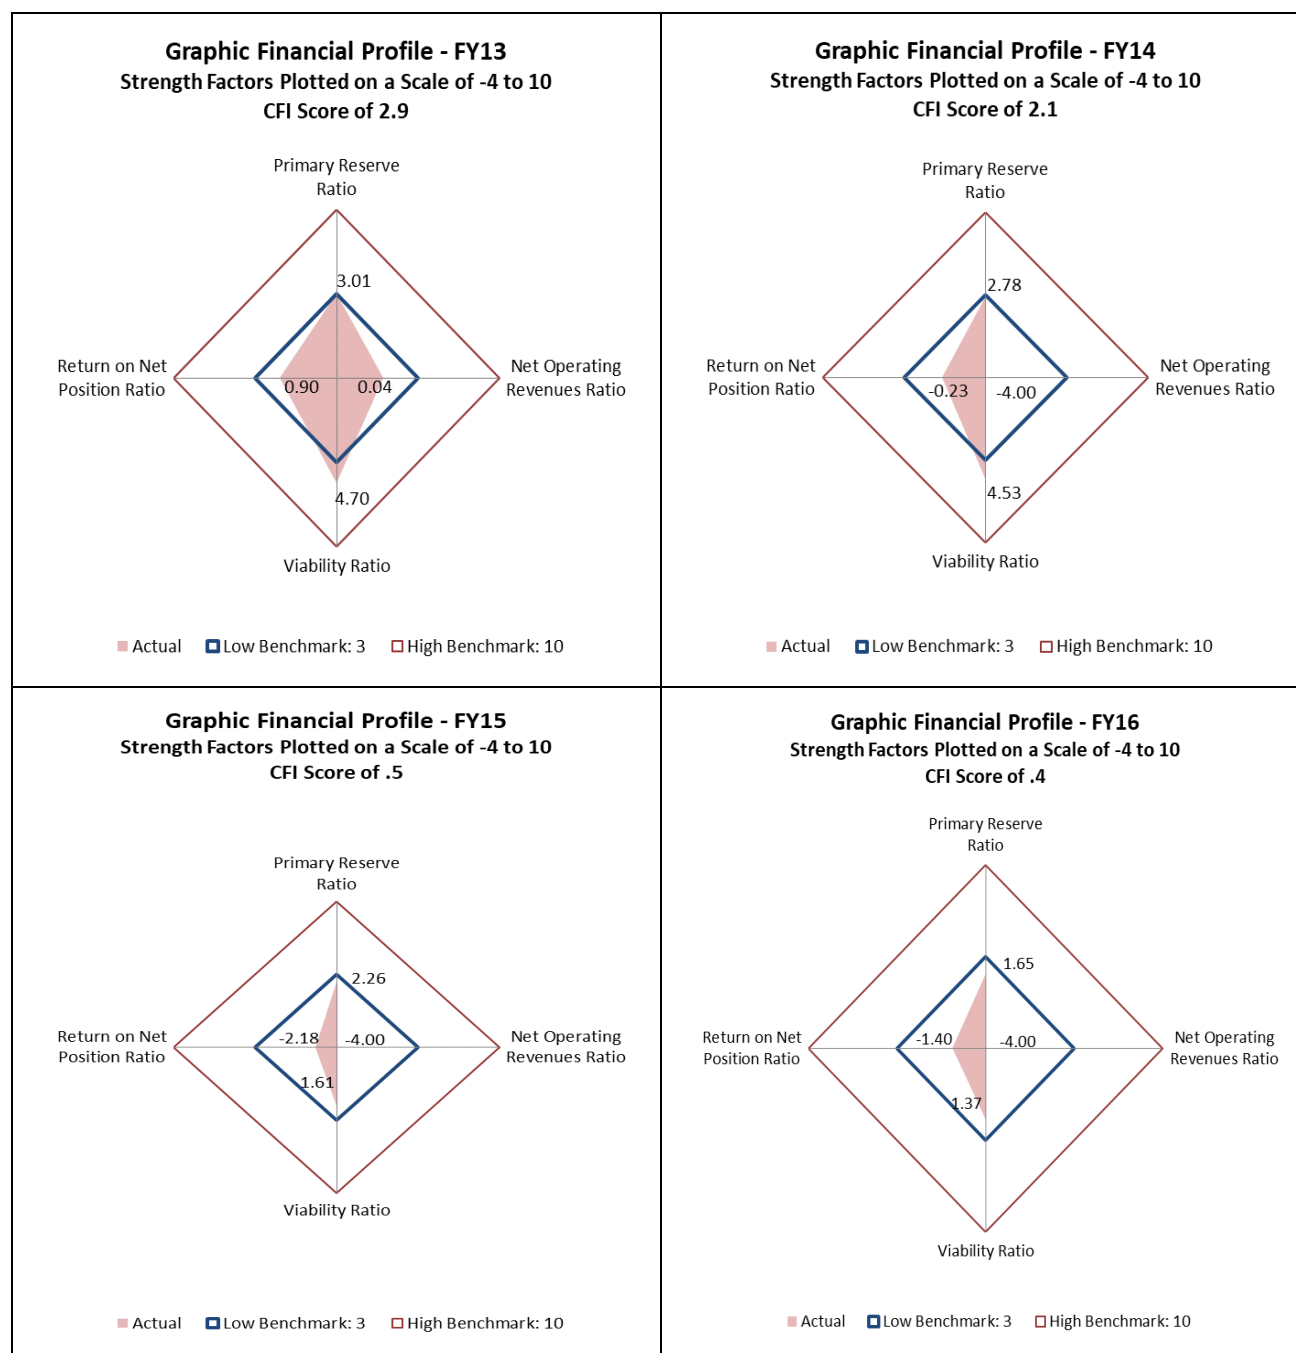 Graphic Financial Profile - FY13
Strength Factors Plotted on a Scale of -4 to 10
CFI Score of 2.9
Primary Reserve
Ratio
3.01
Return on Net
Position Ratio
0.90
0.04
Net Operating
Revenues Ratio
4.70
Viability Ratio
Actual
Low Benchmark: 3
High Benchmark: 10
Graphic Financial Profile - FY14
Strength Factors Plotted on a Scale of -4 to 10
CFI Score of 2.1
Primary Reserve
Ratio
2.78
Return on Net
Position Ratio
-0.23
-4.00
Net Operating
Revenues Ratio
4.53
Viability Ratio
Actual
Low Benchmark: 3
High Benchmark: 10
Graphic Financial Profile - FY15
Strength Factors Plotted on a Scale of -4 to 10
CFI Score of .5
Primary Reserve
Ratio
2.26
Return on Net
Position Ratio
-2.18
-4.00
Net Operating
Revenues Ratio
1.61
Viability Ratio
Actual
Low Benchmark: 3
High Benchmark: 10
Graphic Financial Profile - FY16
Strength Factors Plotted on a Scale of -4 to 10
CFI Score of .4
Primary Reserve
Ratio
1.65
Return on Net
Position Ratio
-1.40
-4.00
Net Operating
Revenues Ratio
1.37
Viability Ratio
Actual
Low Benchmark: 3
High Benchmark: 10